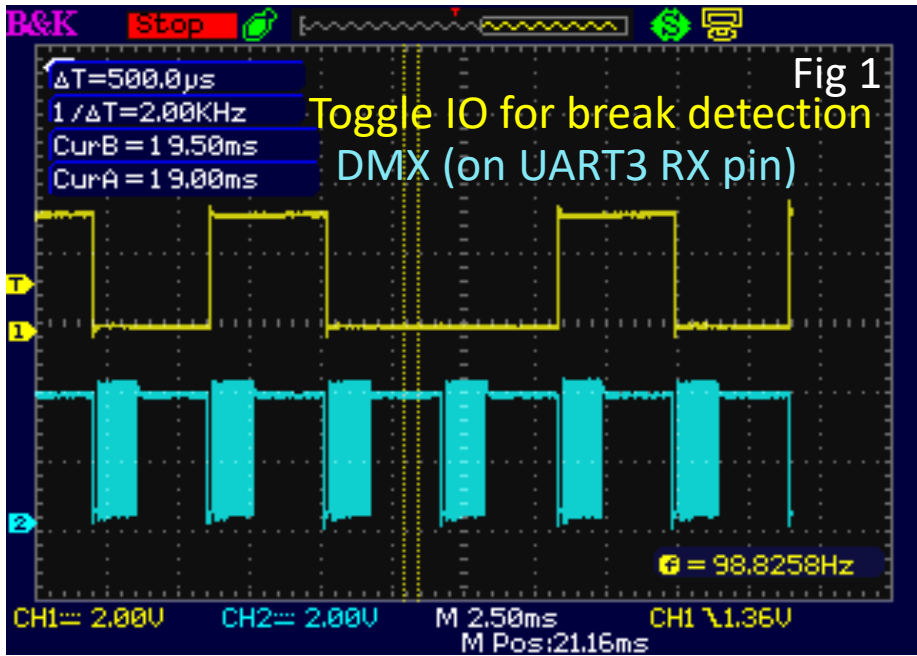 B&K Stop
Fig 1
ΔT=500.0μs
1/ΔT=2.00KHz
Toggle IO for break detection
CurB=19.50ms
DMX (on UART3 RX pin)
CurA=19.00ms
T
1
2
f = 98.8258Hz
CH1 2.00V CH2 2.00V M 2.50ms CH1 1.36V
M Pos:21.16ms